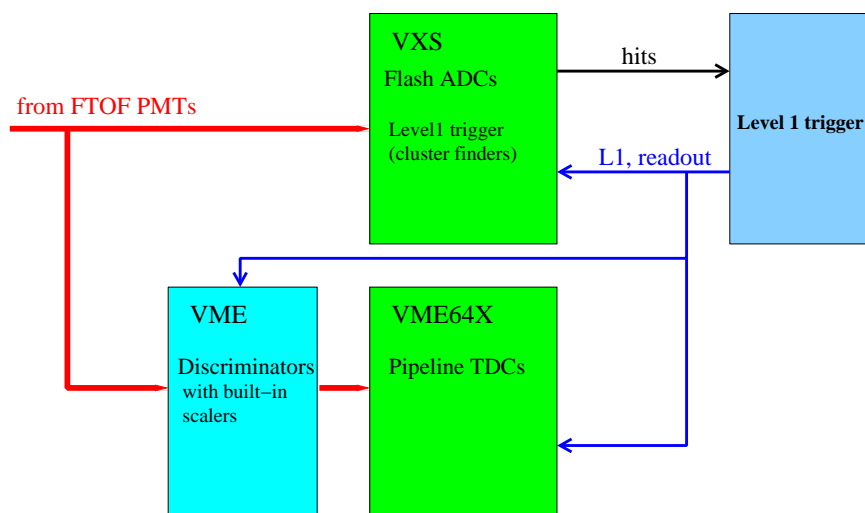 VXS
Flash ADCs
Level1 trigger
(cluster finders)
from FTOF PMTs
hits
Level 1 trigger
L1, readout
VME
Discriminators
with built−in
scalers
VME64X
Pipeline TDCs